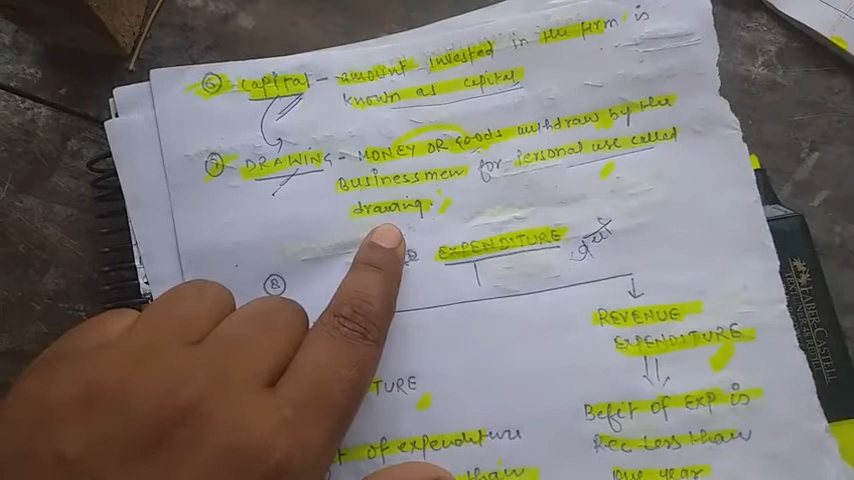 ⑥ CAPITAL - amount invested in the firm is
known as capital
⑦ DRAWING - MONEY OR GOODS withdraw by the
Businessmen for personal use called
drawing.
⑧ EXPENDITURE
REVENUE
EXPENDITURE
TURE
Befit of Exp is
Rec Less than
one year
of expenditure
than
FABER-CASTELL
TEXTLINER